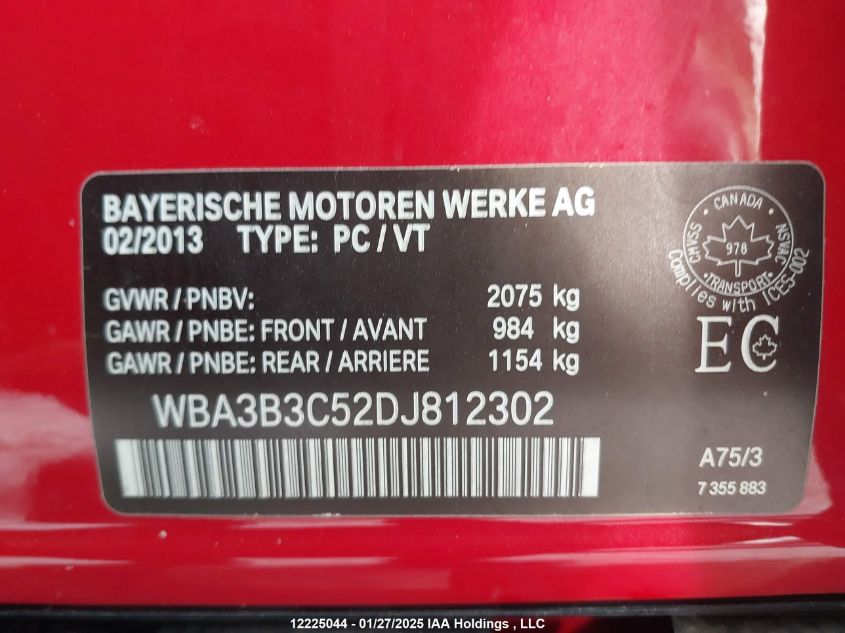 BAYERISCHE MOTOREN WERKE AG
02/2013 TYPE: PC / VT
GVWR / PNBV: 2075 kg
GAWR / PNBE: FRONT / AVANT 984 kg
GAWR / PNBE: REAR / ARRIERE 1154 kg
WBA3B3C52DJ812302
CANADA
CMVSS
978
NSVAC
TRANSPORT
Complies with ICES-002
EC
A75/3
7 355 883
12225044 - 01/27/2025 IAA Holdings , LLC